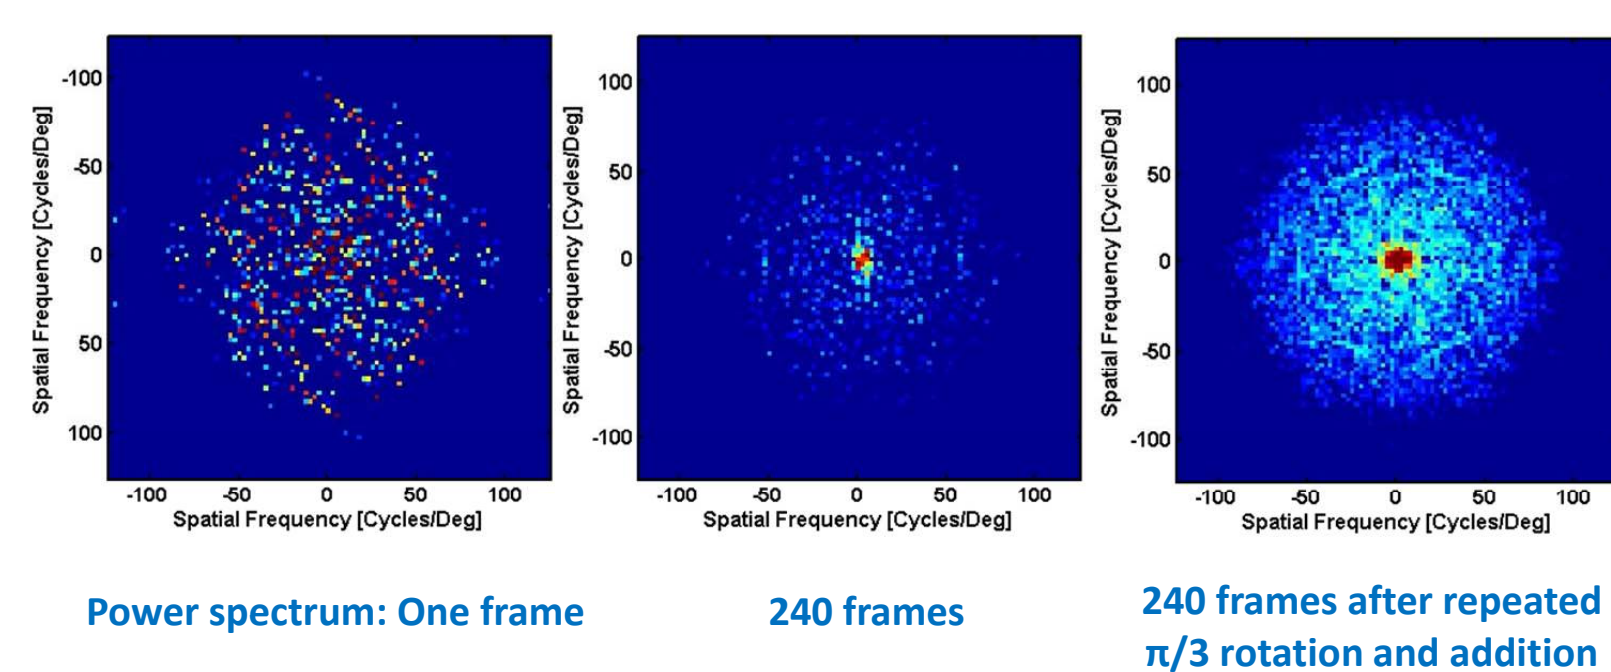 -100
-50
0
50
100
-100 -50 0 50 100
Spatial Frequency [Cycles/Deg]
Spatial Frequency [Cycles/Deg]
Power spectrum: One frame
100
50
0
-50
-100
-100 -50 0 50 100
Spatial Frequency [Cycles/Deg]
Spatial Frequency [Cycles/Deg]
240 frames
100
50
0
-50
-100
-100 -50 0 50 100
Spatial Frequency [Cycles/Deg]
Spatial Frequency [Cycles/Deg]
240 frames after repeated
π/3 rotation and addition